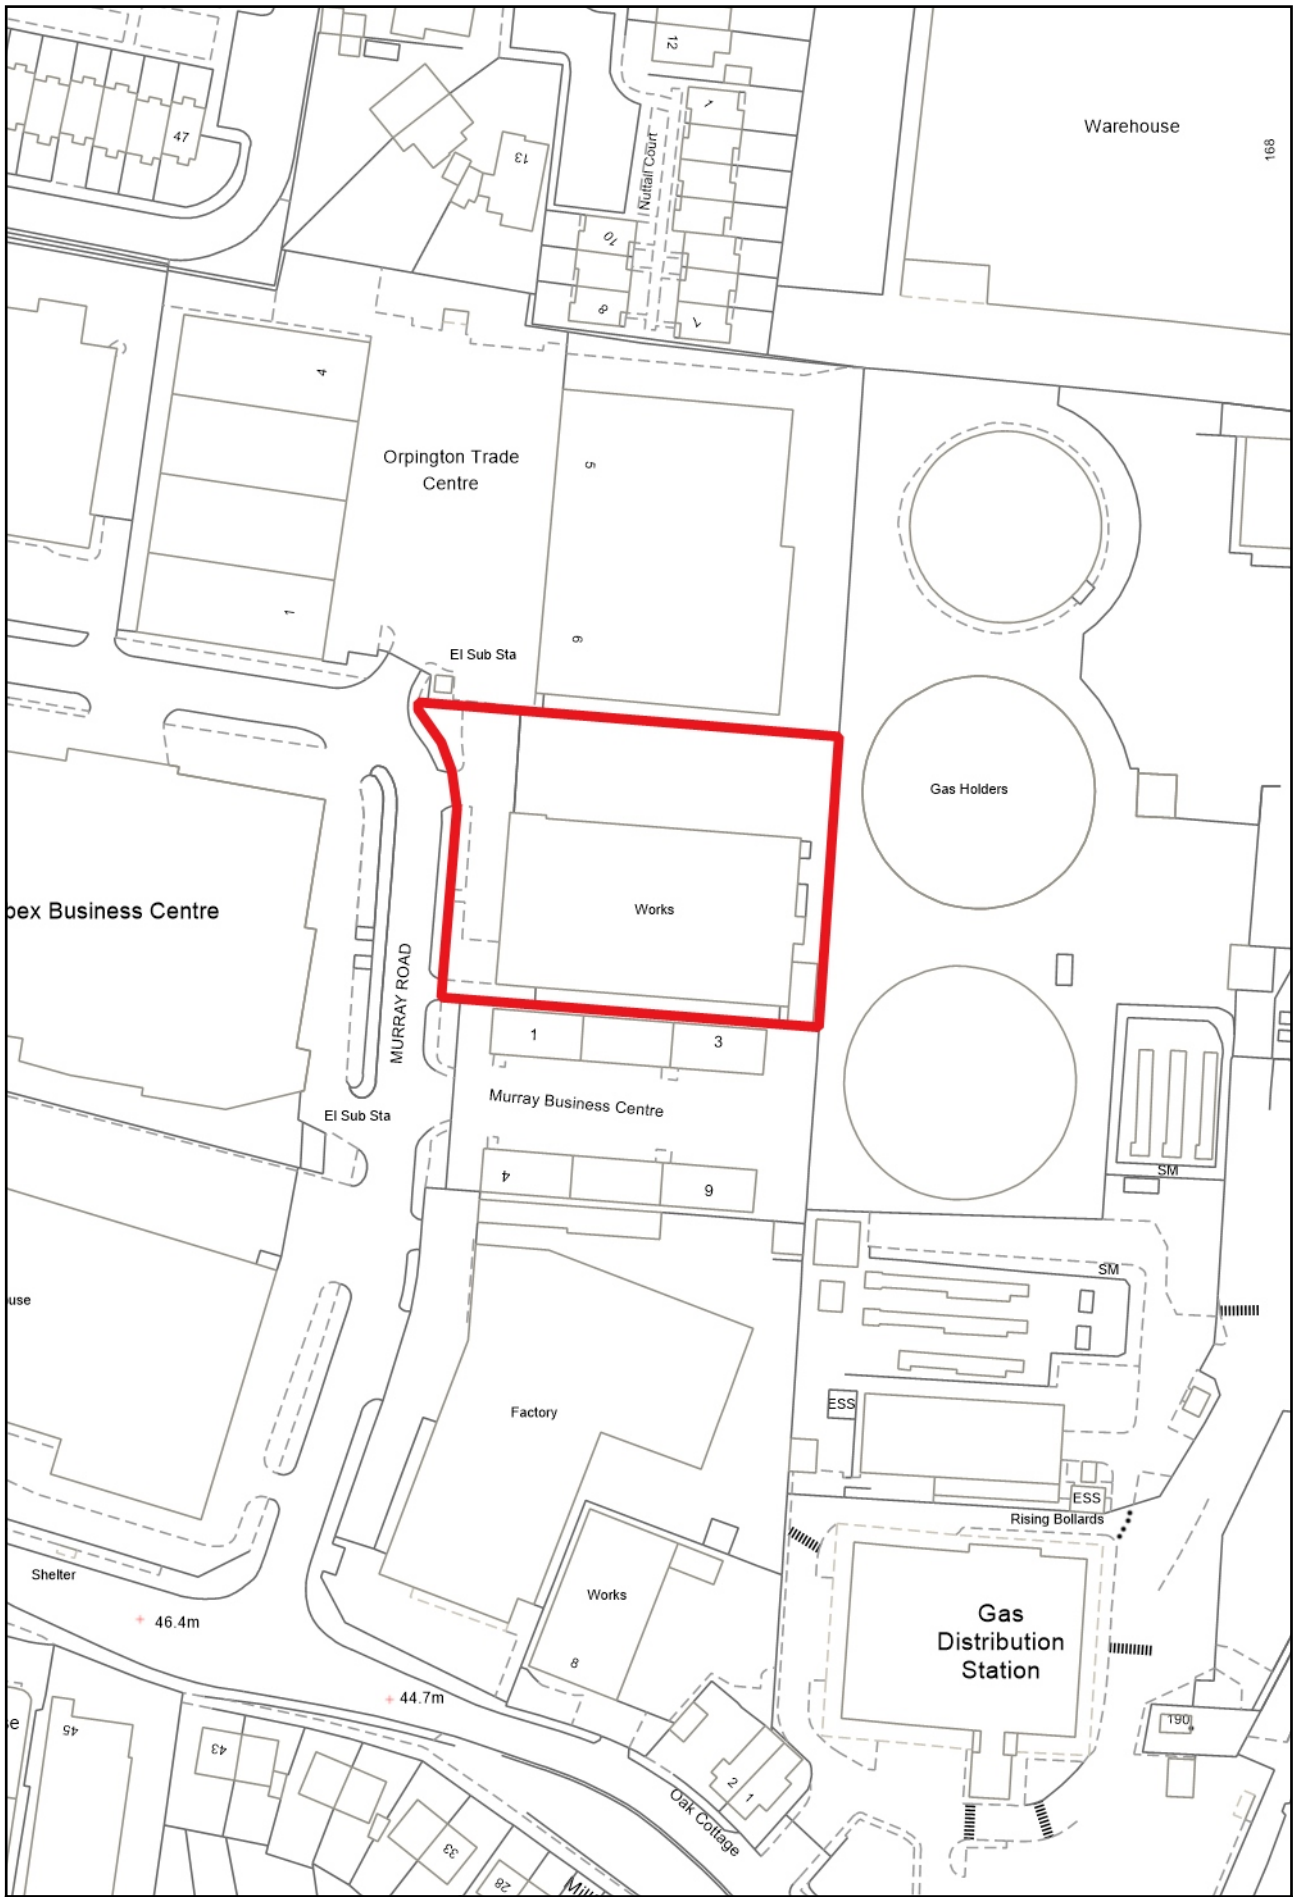 12
47
1
Warehouse
168
13
Nuttall Court
10
8
7
4
Orpington Trade
Centre
5
1
6
El Sub Sta
Gas Holders
Works
pex Business Centre
MURRAY ROAD
1
3
Murray Business Centre
El Sub Sta
4
6
SM
SM
use
Factory
ESS
ESS
Rising Bollards
Shelter
46.4m
Works
8
Gas
Distribution
Station
44.7m
190
45
43
2
1
Oak Cottage
33
28